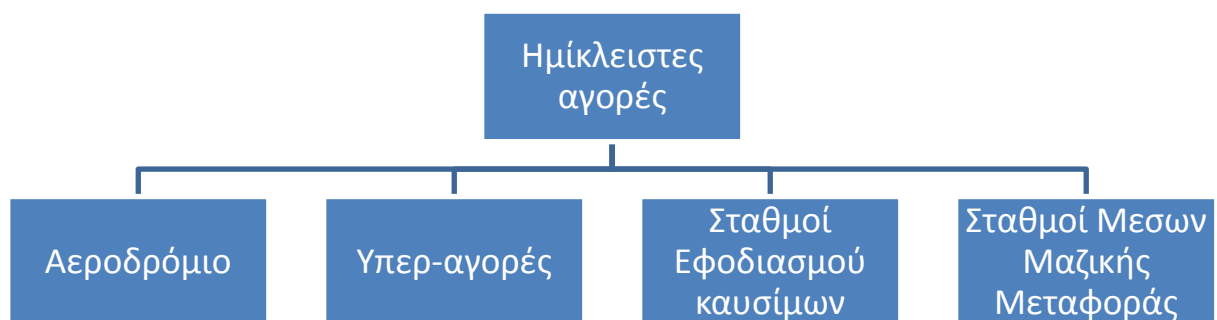 Ημίκλειστες
αγορές
Αεροδρόμιο
Υπερ-αγορές
Σταθμοί
Εφοδιασμού
καυσίμων
Σταθμοί Μεσων
Μαζικής
Μεταφοράς